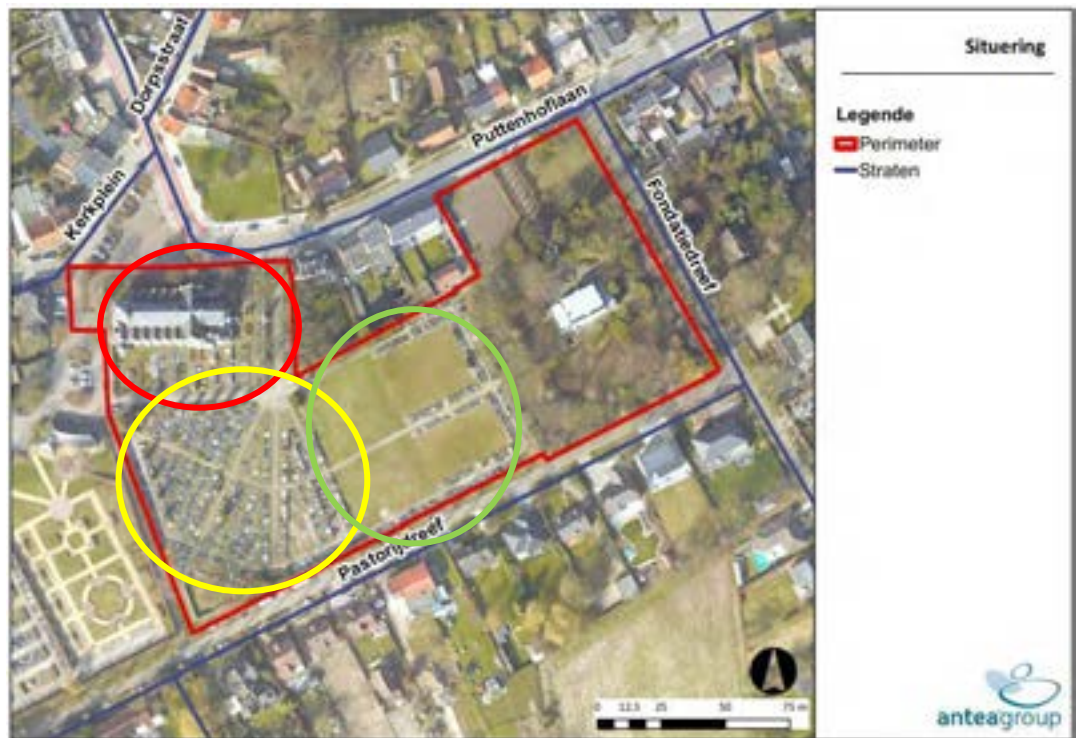 Situering
Legende
Perimeter
Straten
Dorpsstraat
Kerkplein
Puttenhoflaan
Fondatiedreef
Pastorijdreef
0 12,5 25 50 75 m
anteagroup